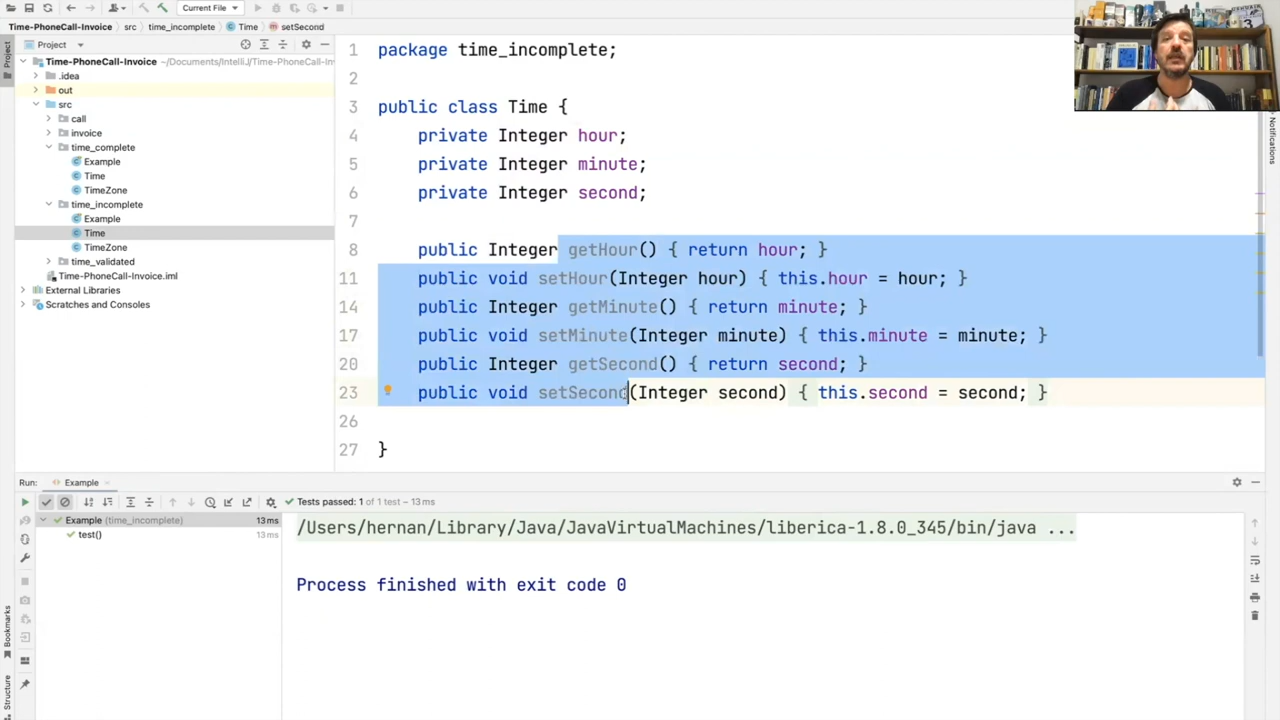 Current File
Time-PhoneCall-Invoice
src
time_incomplete
Time
setSecond
Project
Project
Time-PhoneCall-Invoice ~/Documents/IntelliJ/Time-PhoneCall-In
.idea
out
src
call
invoice
time_complete
Example
Time
TimeZone
time_incomplete
Example
Time
TimeZone
time_validated
Time-PhoneCall-Invoice.iml
External Libraries
Scratches and Consoles
1 package time_incomplete;
2
3 public class Time {
4 private Integer hour;
5 private Integer minute;
6 private Integer second;
7
8 public Integer getHour() { return hour; }
11 public void setHour(Integer hour) { this.hour = hour; }
14 public Integer getMinute() { return minute; }
17 public void setMinute(Integer minute) { this.minute = minute; }
20 public Integer getSecond() { return second; }
23 public void setSecond(Integer second) { this.second = second; }
26
27 }
Notifications
Run: Example
Tests passed: 1 of 1 test – 13 ms
Example (time_incomplete) 13 ms
test() 13 ms
/Users/hernan/Library/Java/JavaVirtualMachines/liberica-1.8.0_345/bin/java ...
Process finished with exit code 0
Bookmarks
Structure